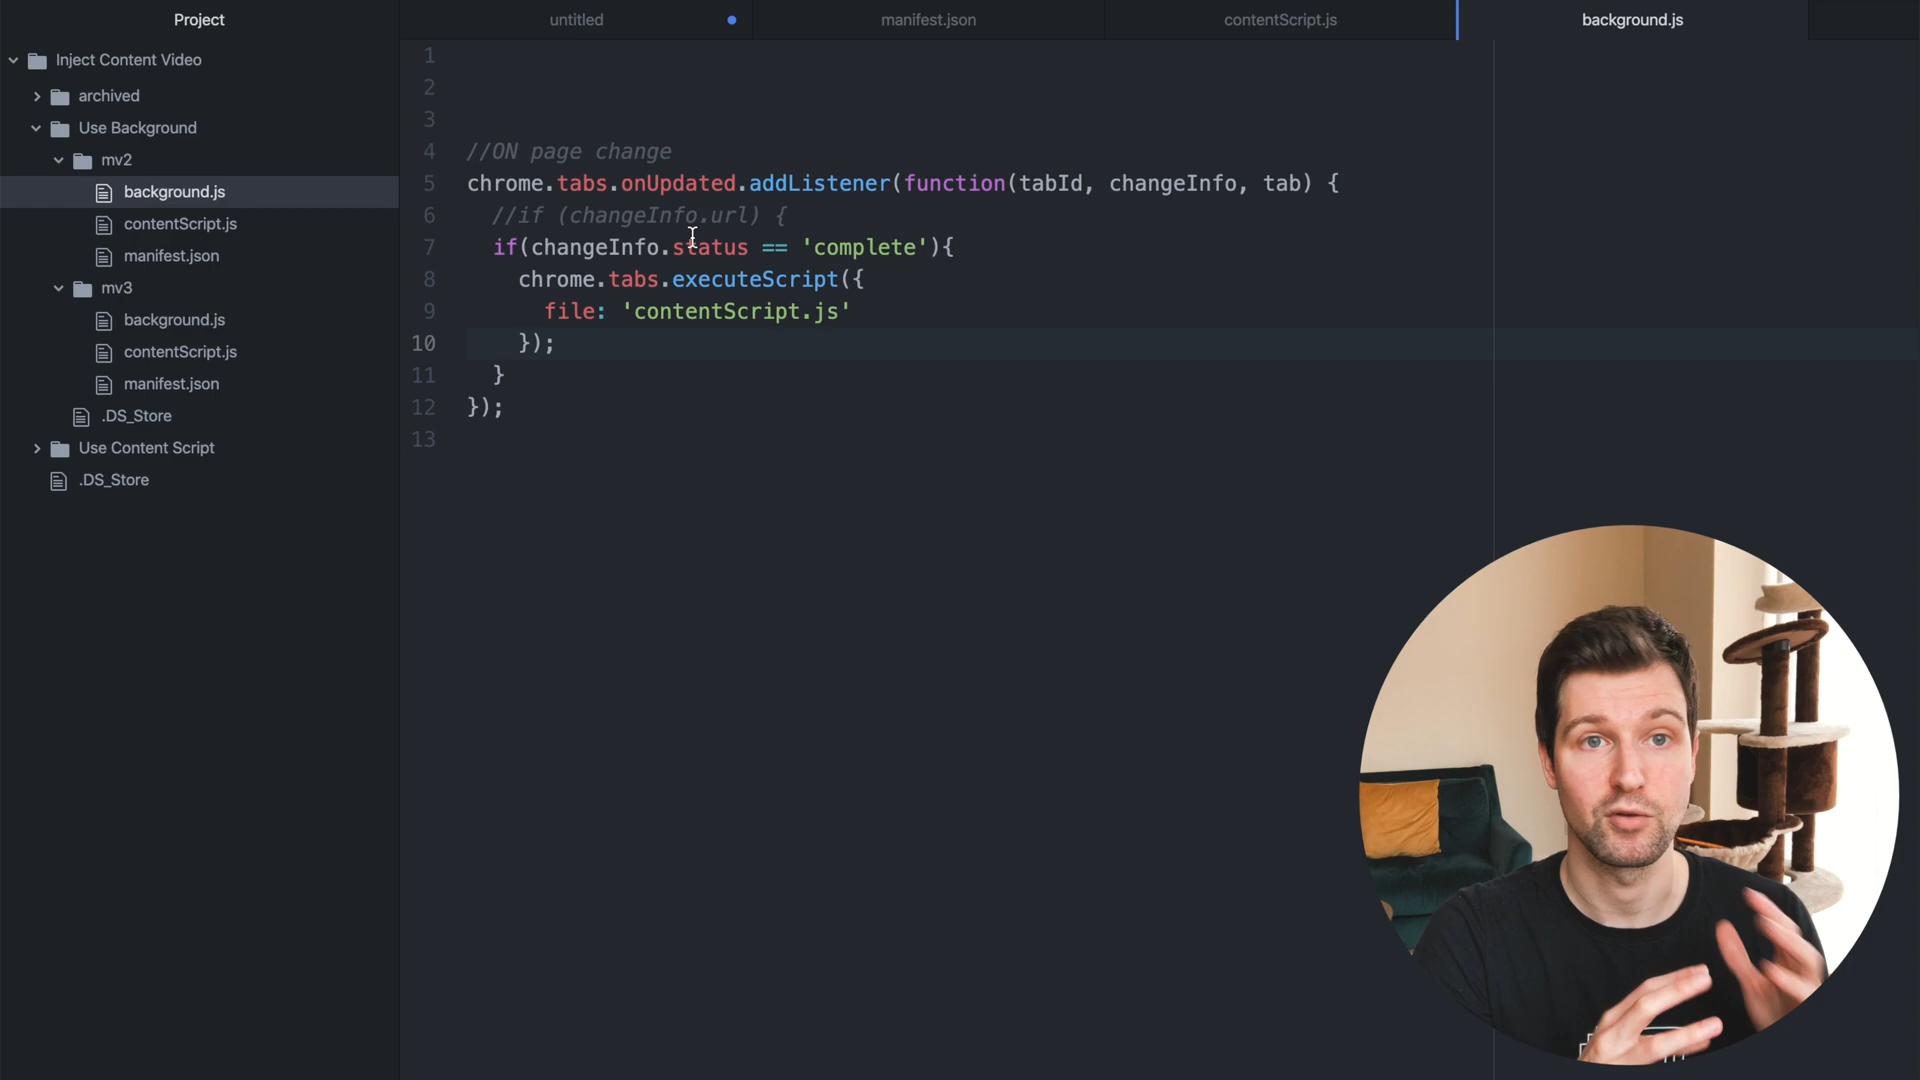 Project
untitled
manifest.json
contentScript.js
background.js
Inject Content Video
archived
Use Background
mv2
background.js
contentScript.js
manifest.json
mv3
background.js
contentScript.js
manifest.json
.DS_Store
Use Content Script
.DS_Store
1
2
3
4 //ON page change
5 chrome.tabs.onUpdated.addListener(function(tabId, changeInfo, tab) {
6 //if (changeInfo.url) {
7 if(changeInfo.status == 'complete'){
8 chrome.tabs.executeScript({
9 file: 'contentScript.js'
10 });
11 }
12 });
13